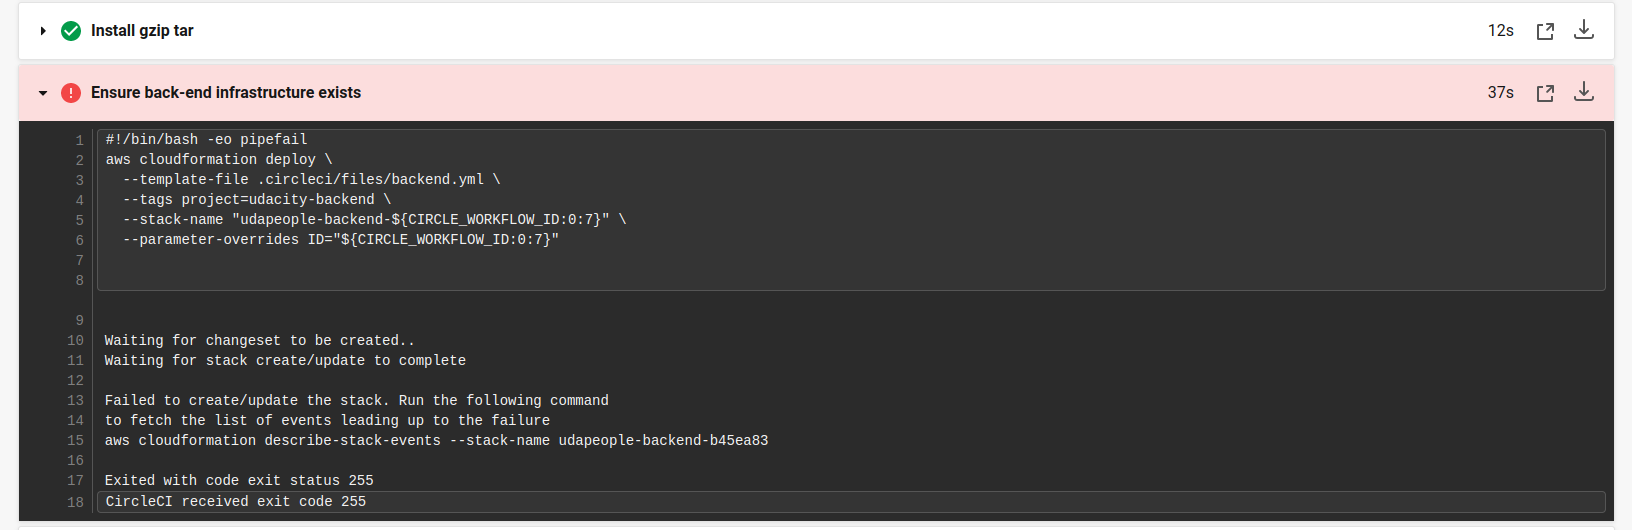 Install gzip tar 12s
Ensure back-end infrastructure exists 37s
1 #!/bin/bash -eo pipefail
2 aws cloudformation deploy \
3   --template-file .circleci/files/backend.yml \
4   --tags project=udacity-backend \
5   --stack-name "udapeople-backend-${CIRCLE_WORKFLOW_ID:0:7}" \
6   --parameter-overrides ID="${CIRCLE_WORKFLOW_ID:0:7}"
7
8
9
10 Waiting for changeset to be created..
11 Waiting for stack create/update to complete
12
13 Failed to create/update the stack. Run the following command
14 to fetch the list of events leading up to the failure
15 aws cloudformation describe-stack-events --stack-name udapeople-backend-b45ea83
16
17 Exited with code exit status 255
18 CircleCI received exit code 255